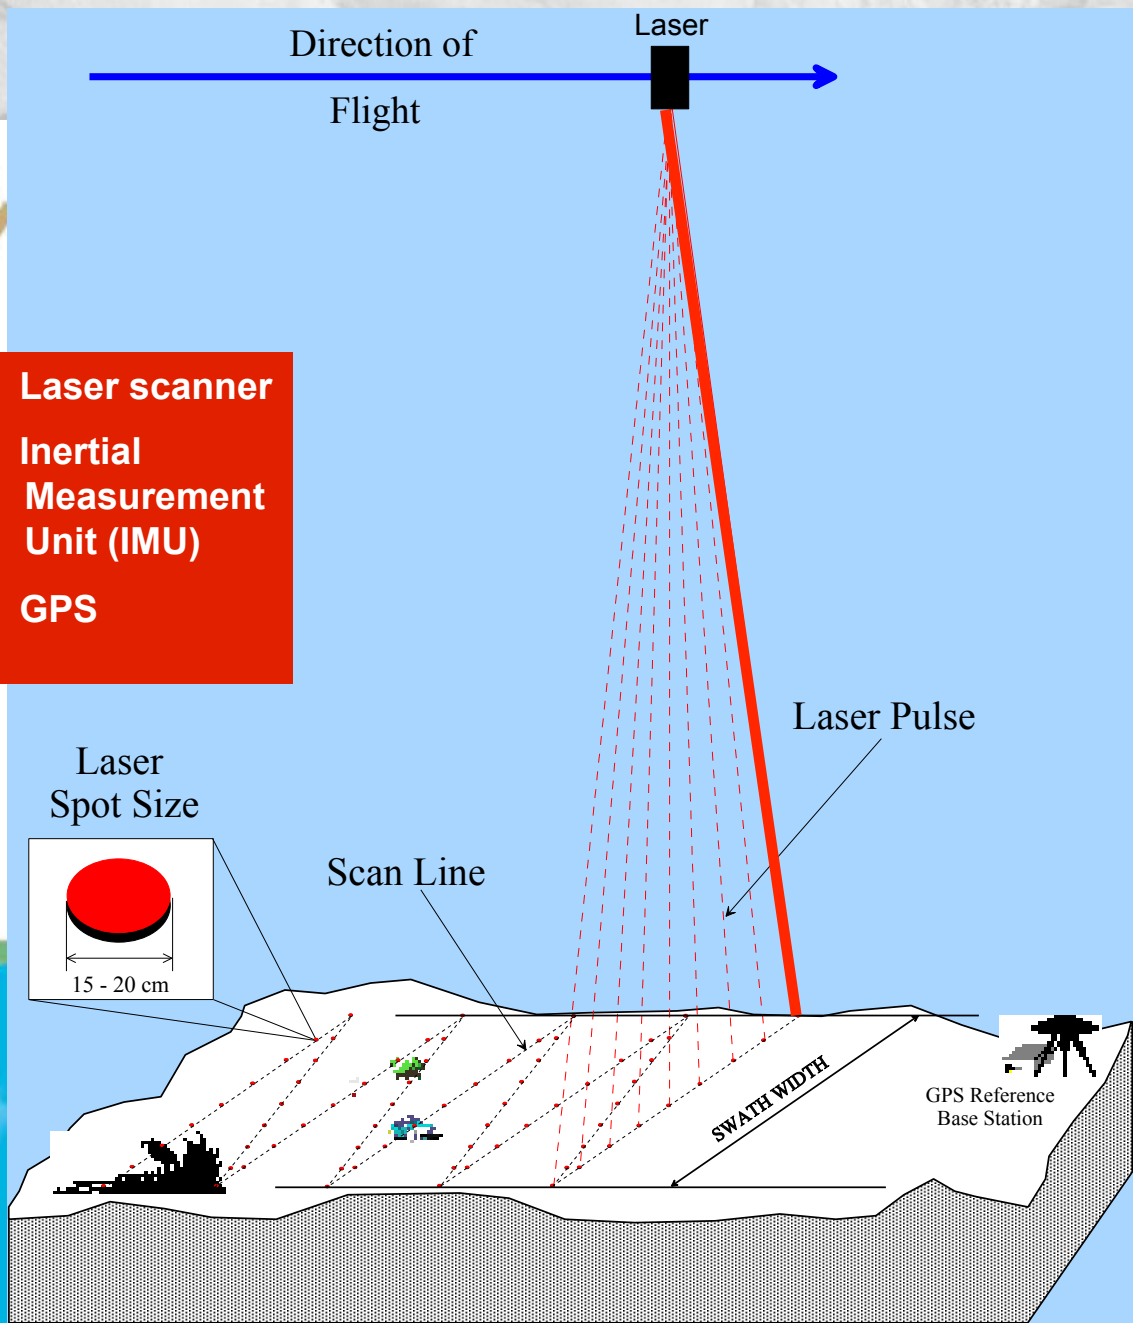 Laser
Direction of
Flight
Laser scanner
Inertial
Measurement
Unit (IMU)
GPS
Laser Pulse
Laser
Spot Size
15 - 20 cm
Scan Line
SWATH WIDTH
GPS Reference
Base Station